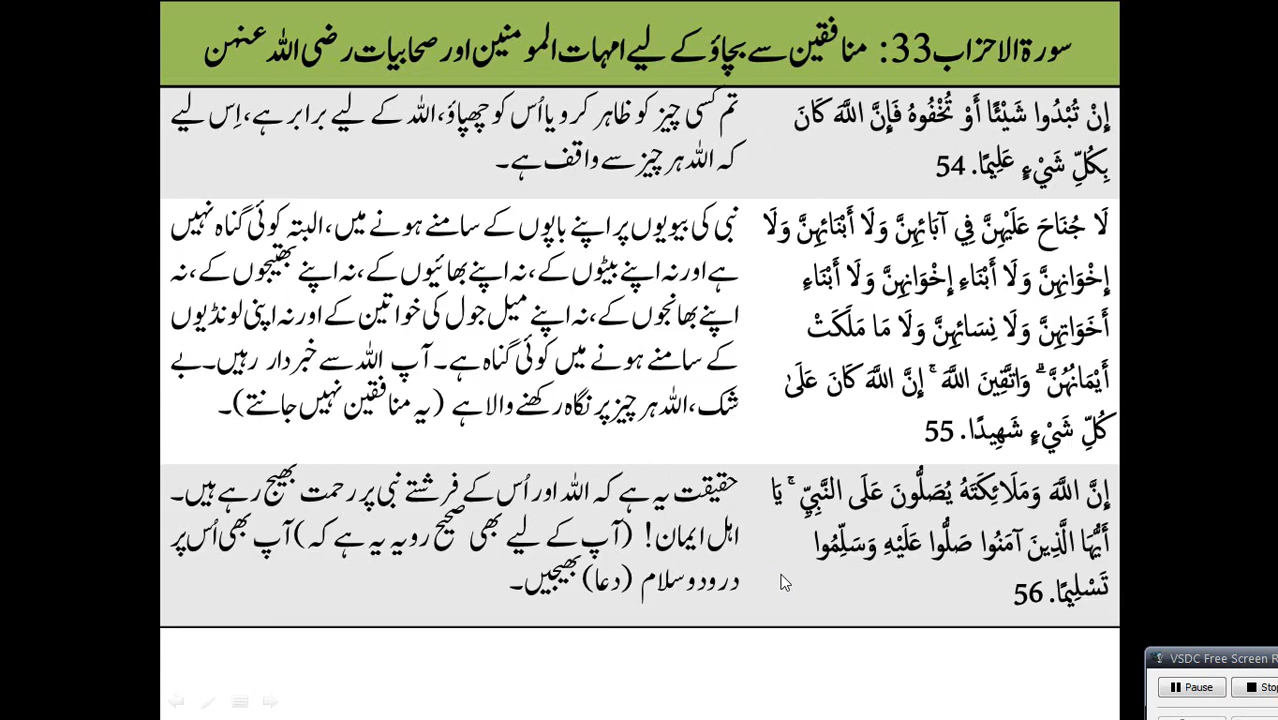 سورۃ الاحزاب 33: منافقین سے بچاؤ کے لیے امہات المومنین اور صحابیات رضی اللہ عنہن
إِنْ تُبْدُوا شَيْئًا أَوْ تُخْفُوهُ فَإِنَّ اللَّهَ كَانَ
بِكُلِّ شَيْءٍ عَلِيمًا. 54
تم کسی چیز کو ظاہر کرو یا اُس کو چھپاؤ، اللہ کے لیے برابر ہے، اِس لیے
کہ اللہ ہر چیز سے واقف ہے۔
لَا جُنَاحَ عَلَيْهِنَّ فِي آبَائِهِنَّ وَلَا أَبْنَائِهِنَّ وَلَا
إِخْوَانِهِنَّ وَلَا أَبْنَاءِ إِخْوَانِهِنَّ وَلَا أَبْنَاءِ
أَخَوَاتِهِنَّ وَلَا نِسَائِهِنَّ وَلَا مَا مَلَكَتْ
أَيْمَانُهُنَّ ۗ وَاتَّقِينَ اللَّهَ ۚ إِنَّ اللَّهَ كَانَ عَلَىٰ
كُلِّ شَيْءٍ شَهِيدًا. 55
نبی کی بیویوں پر اپنے باپوں کے سامنے ہونے میں، البتہ کوئی گناہ نہیں
ہے اور نہ اپنے بیٹوں کے، نہ اپنے بھائیوں کے، نہ اپنے بھتیجوں کے، نہ
اپنے بھانجوں کے، نہ اپنے میل جول کی خواتین کے اور نہ اپنی لونڈیوں
کے سامنے ہونے میں کوئی گناہ ہے۔ آپ اللہ سے خبردار رہیں۔ بے
شک، اللہ ہر چیز پر نگاہ رکھنے والا ہے (یہ منافقین نہیں جانتے)۔
إِنَّ اللَّهَ وَمَلَائِكَتَهُ يُصَلُّونَ عَلَى النَّبِيِّ ۚ يَا
أَيُّهَا الَّذِينَ آمَنُوا صَلُّوا عَلَيْهِ وَسَلِّمُوا
تَسْلِيمًا. 56
حقیقت یہ ہے کہ اللہ اور اُس کے فرشتے نبی پر رحمت بھیج رہے ہیں۔
اہل ایمان! (آپ کے لیے بھی صحیح رویہ یہ ہے کہ) آپ بھی اُس پر
درود و سلام (دعا) بھیجیں۔
VSDC Free Screen R
Pause
Stop